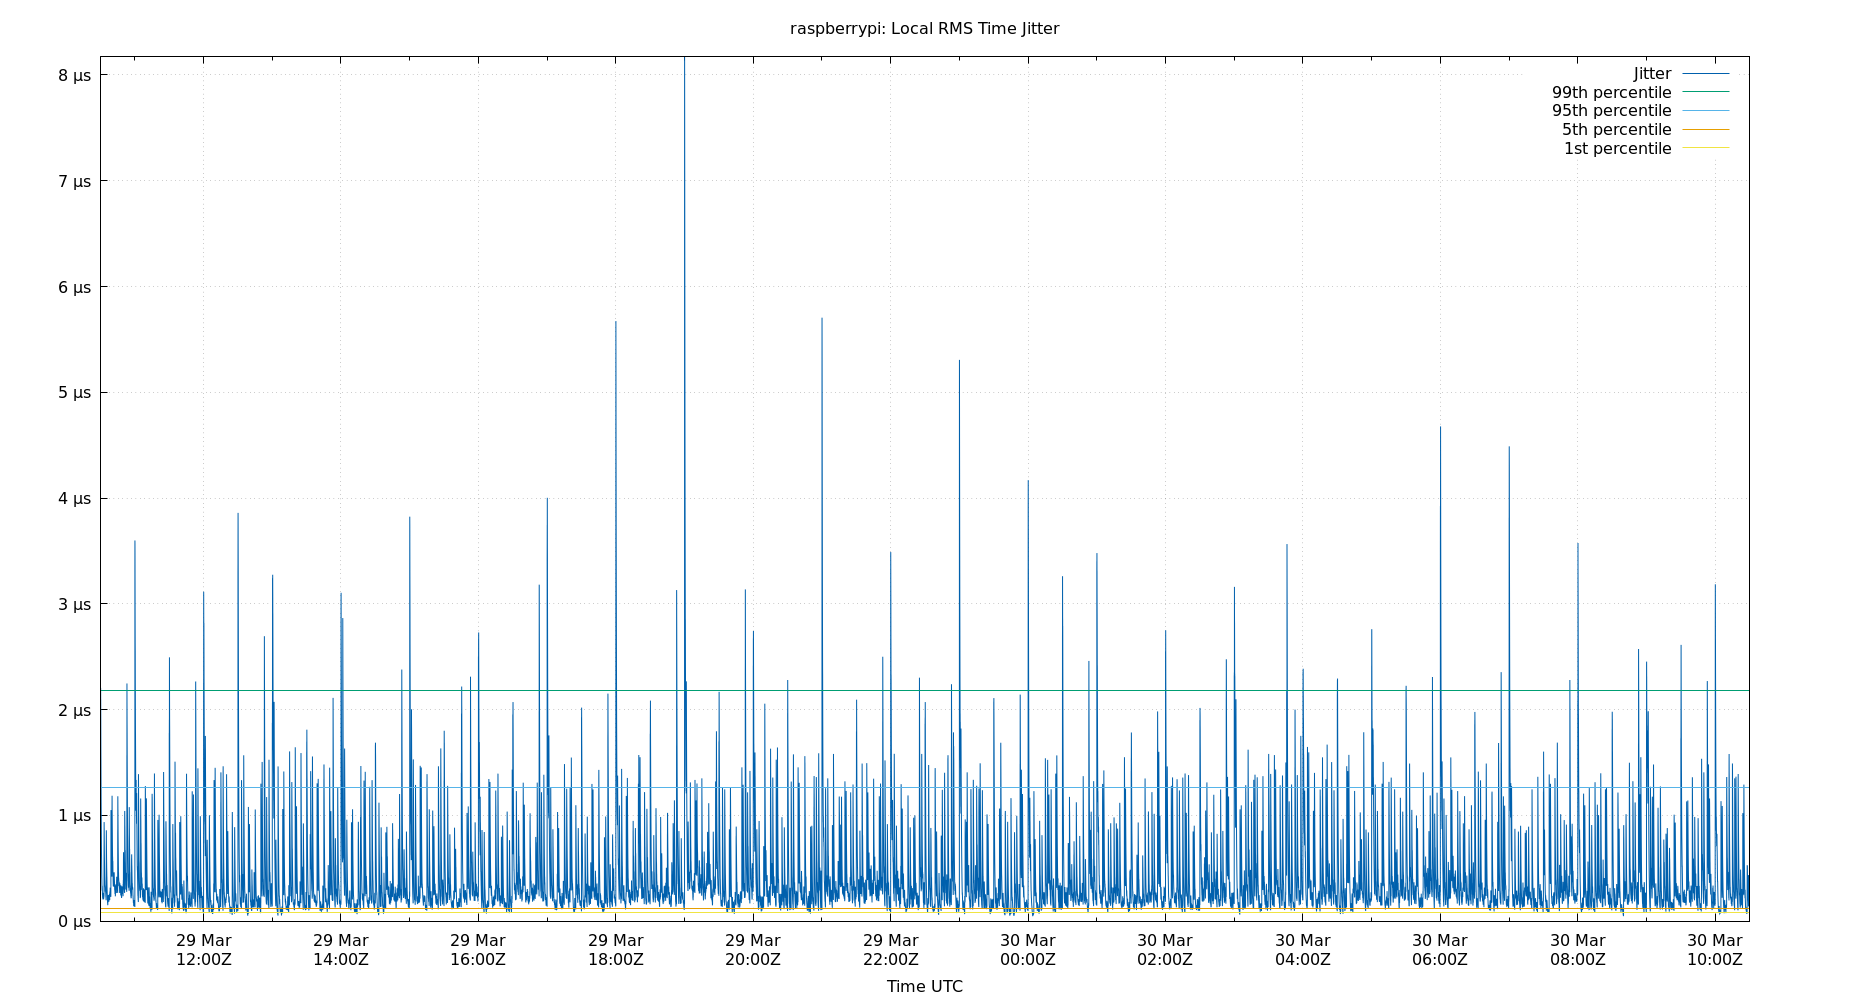 raspberrypi: Local RMS Time Jitter
8 µs
7 µs
6 µs
5 µs
4 µs
3 µs
2 µs
1 µs
0 µs
Jitter
99th percentile
95th percentile
5th percentile
1st percentile
29 Mar 29 Mar 29 Mar 29 Mar 29 Mar 29 Mar 30 Mar 30 Mar 30 Mar 30 Mar 30 Mar 30 Mar
12:00Z 14:00Z 16:00Z 18:00Z 20:00Z 22:00Z 00:00Z 02:00Z 04:00Z 06:00Z 08:00Z 10:00Z
Time UTC